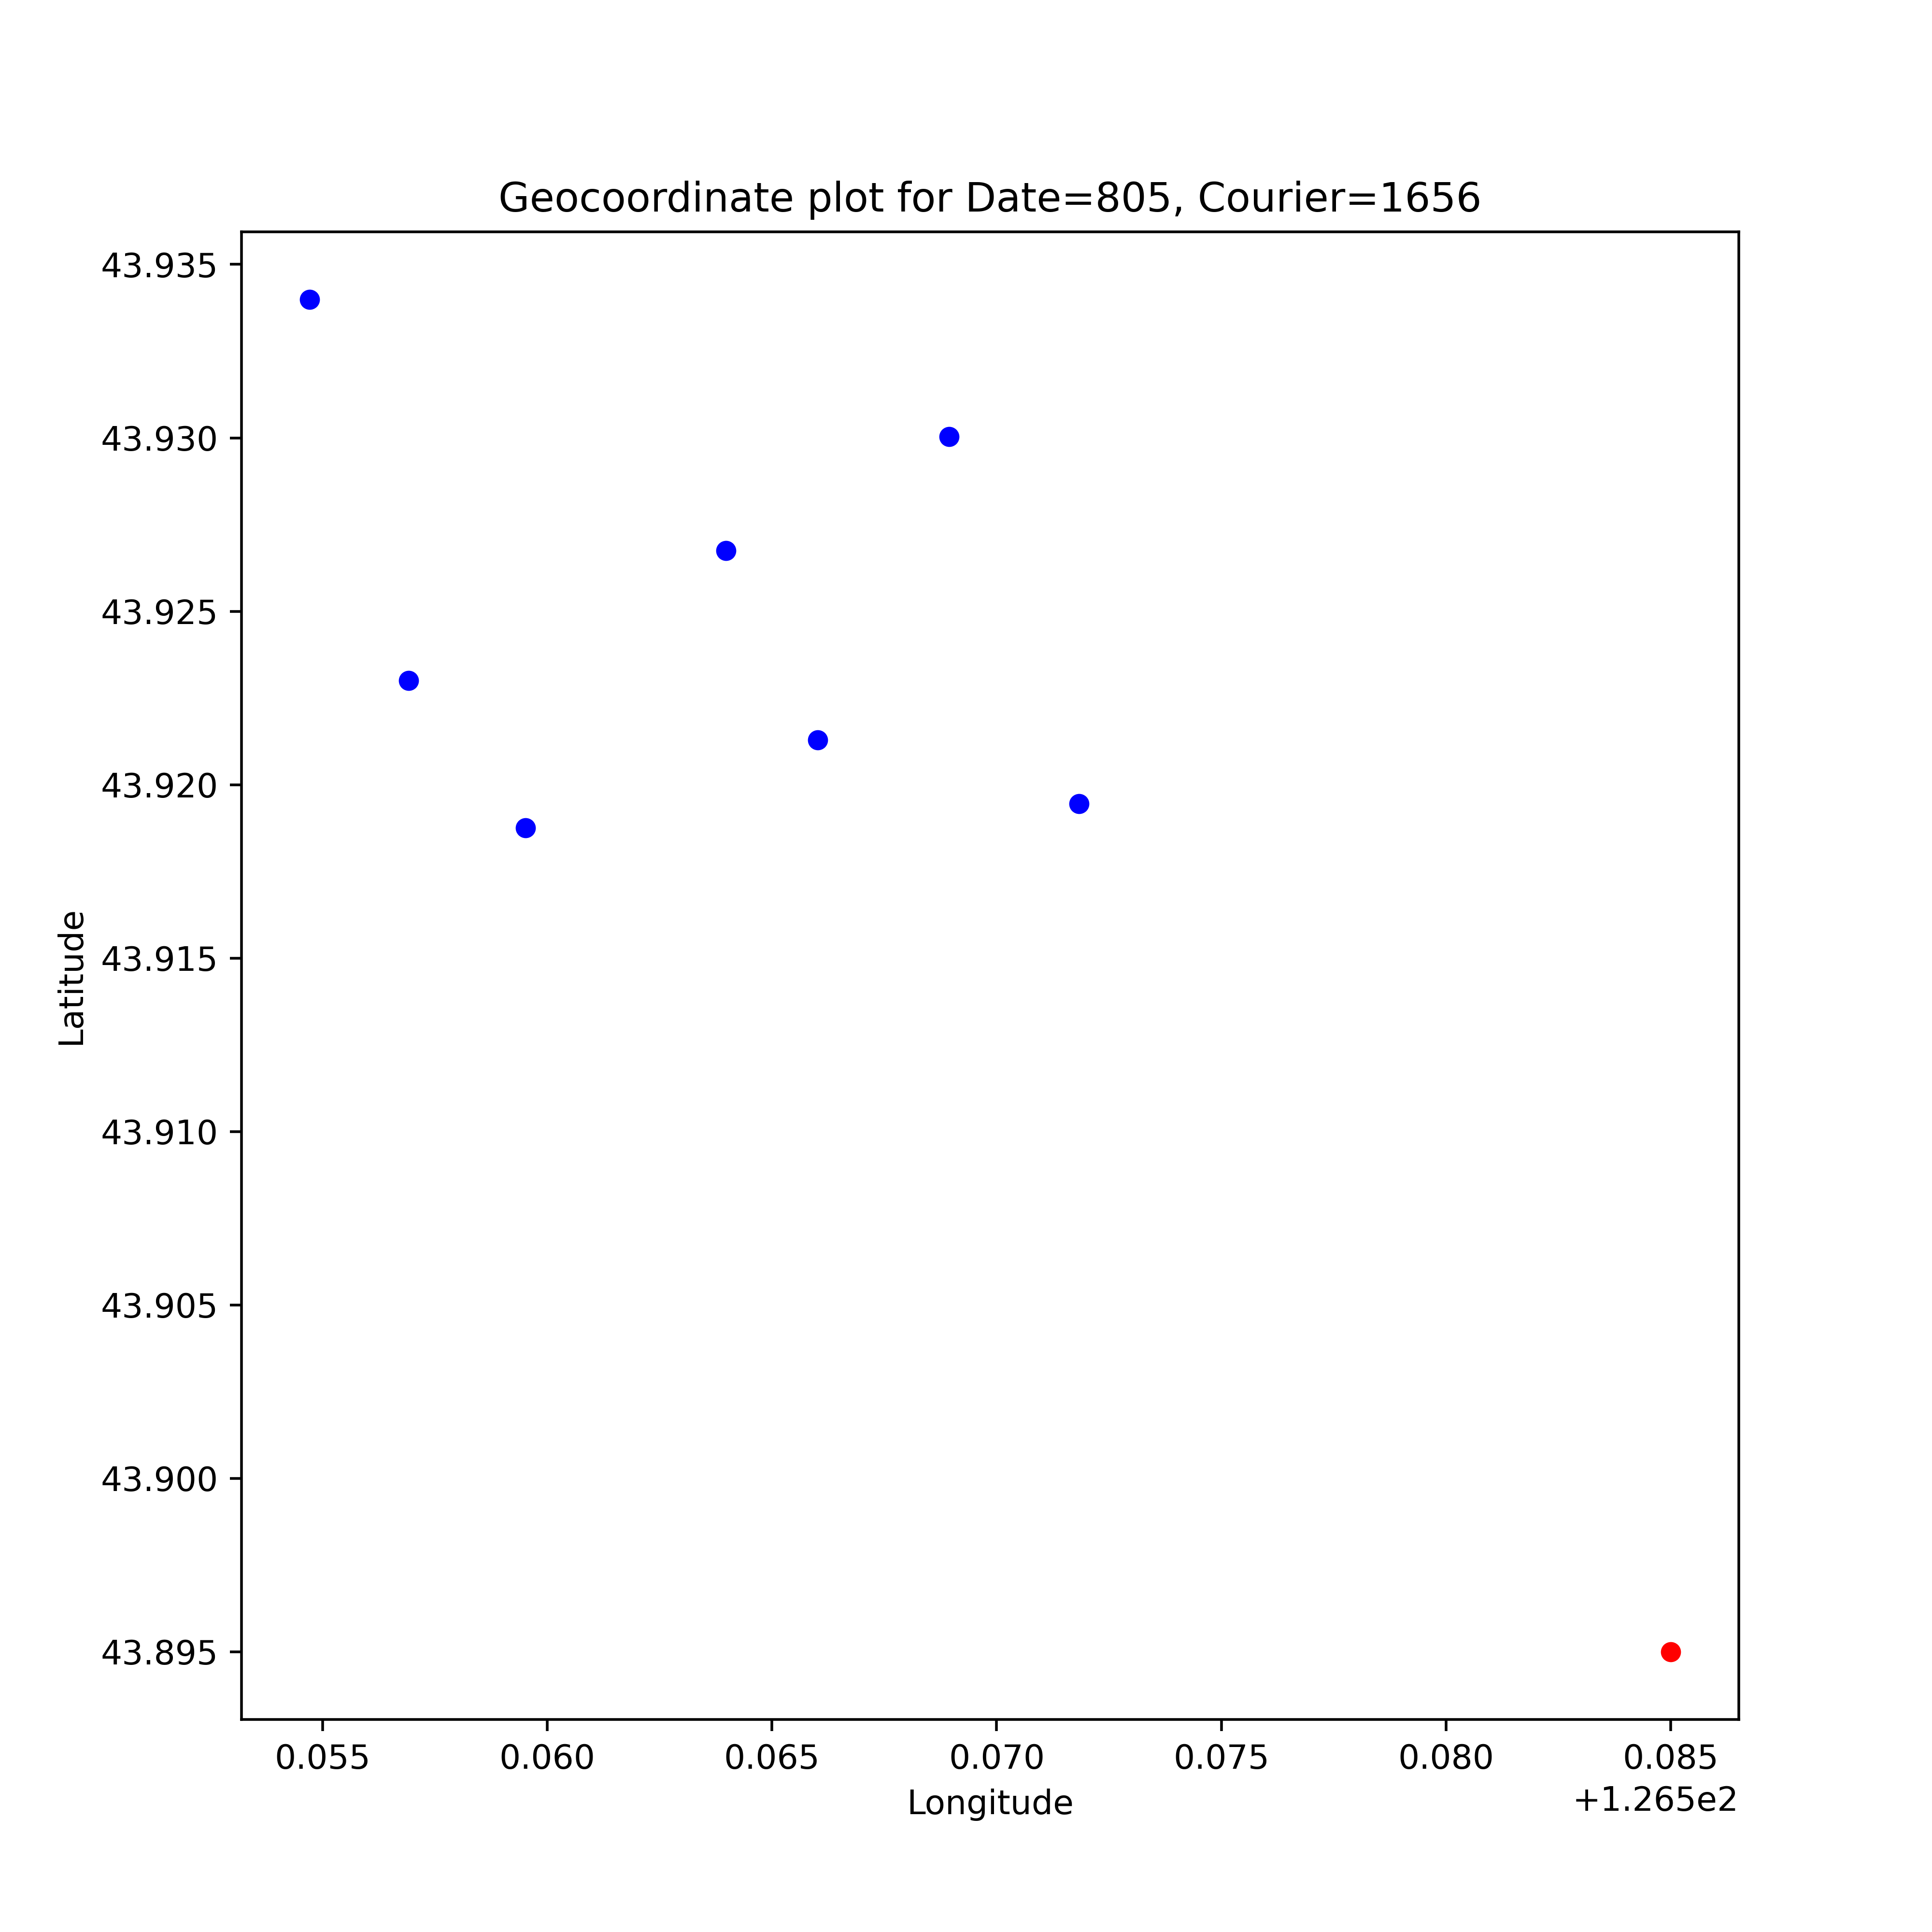 Geocoordinate plot for Date=805, Courier=1656
43.935
43.930
43.925
43.920
43.915
43.910
43.905
43.900
43.895
Latitude
0.055 0.060 0.065 0.070 0.075 0.080 0.085
+1.265e2
Longitude